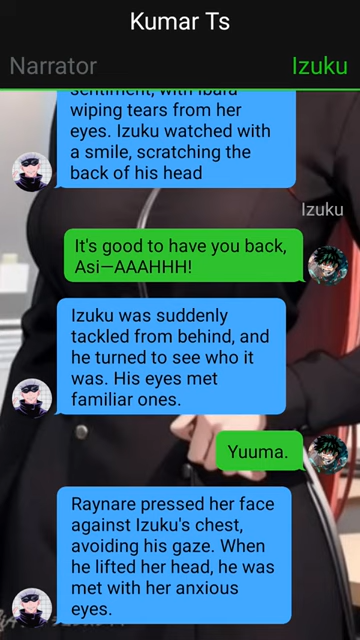 Kumar Ts
Narrator
Izuku
sentiment, with Ibara
wiping tears from her
eyes. Izuku watched with
a smile, scratching the
back of his head
Izuku
It's good to have you back,
Asi—AAAHHH!
Izuku was suddenly
tackled from behind, and
he turned to see who it
was. His eyes met
familiar ones.
Yuuma.
Raynare pressed her face
against Izuku's chest,
avoiding his gaze. When
he lifted her head, he was
met with her anxious
eyes.